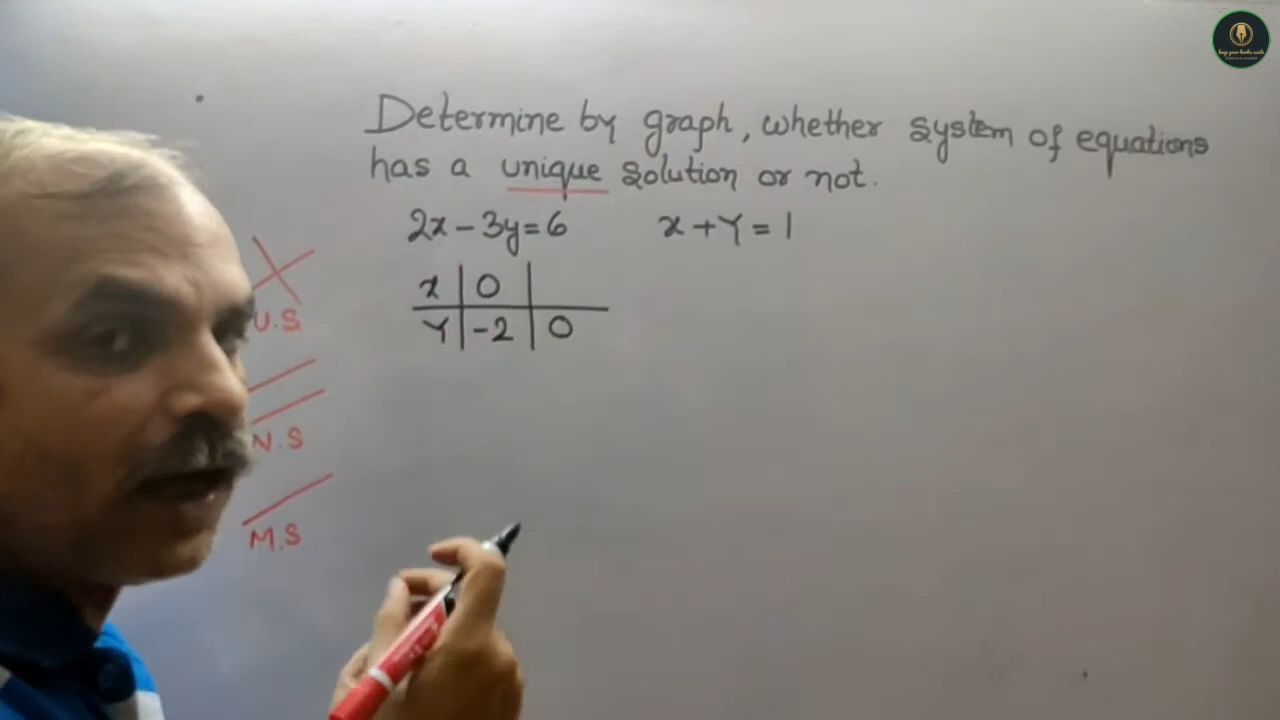 Determine by graph, whether system of equations
has a unique solution or not.
2x - 3y = 6 x + y = 1
x | 0 |
y | -2 | 0
U.S
N.S
M.S